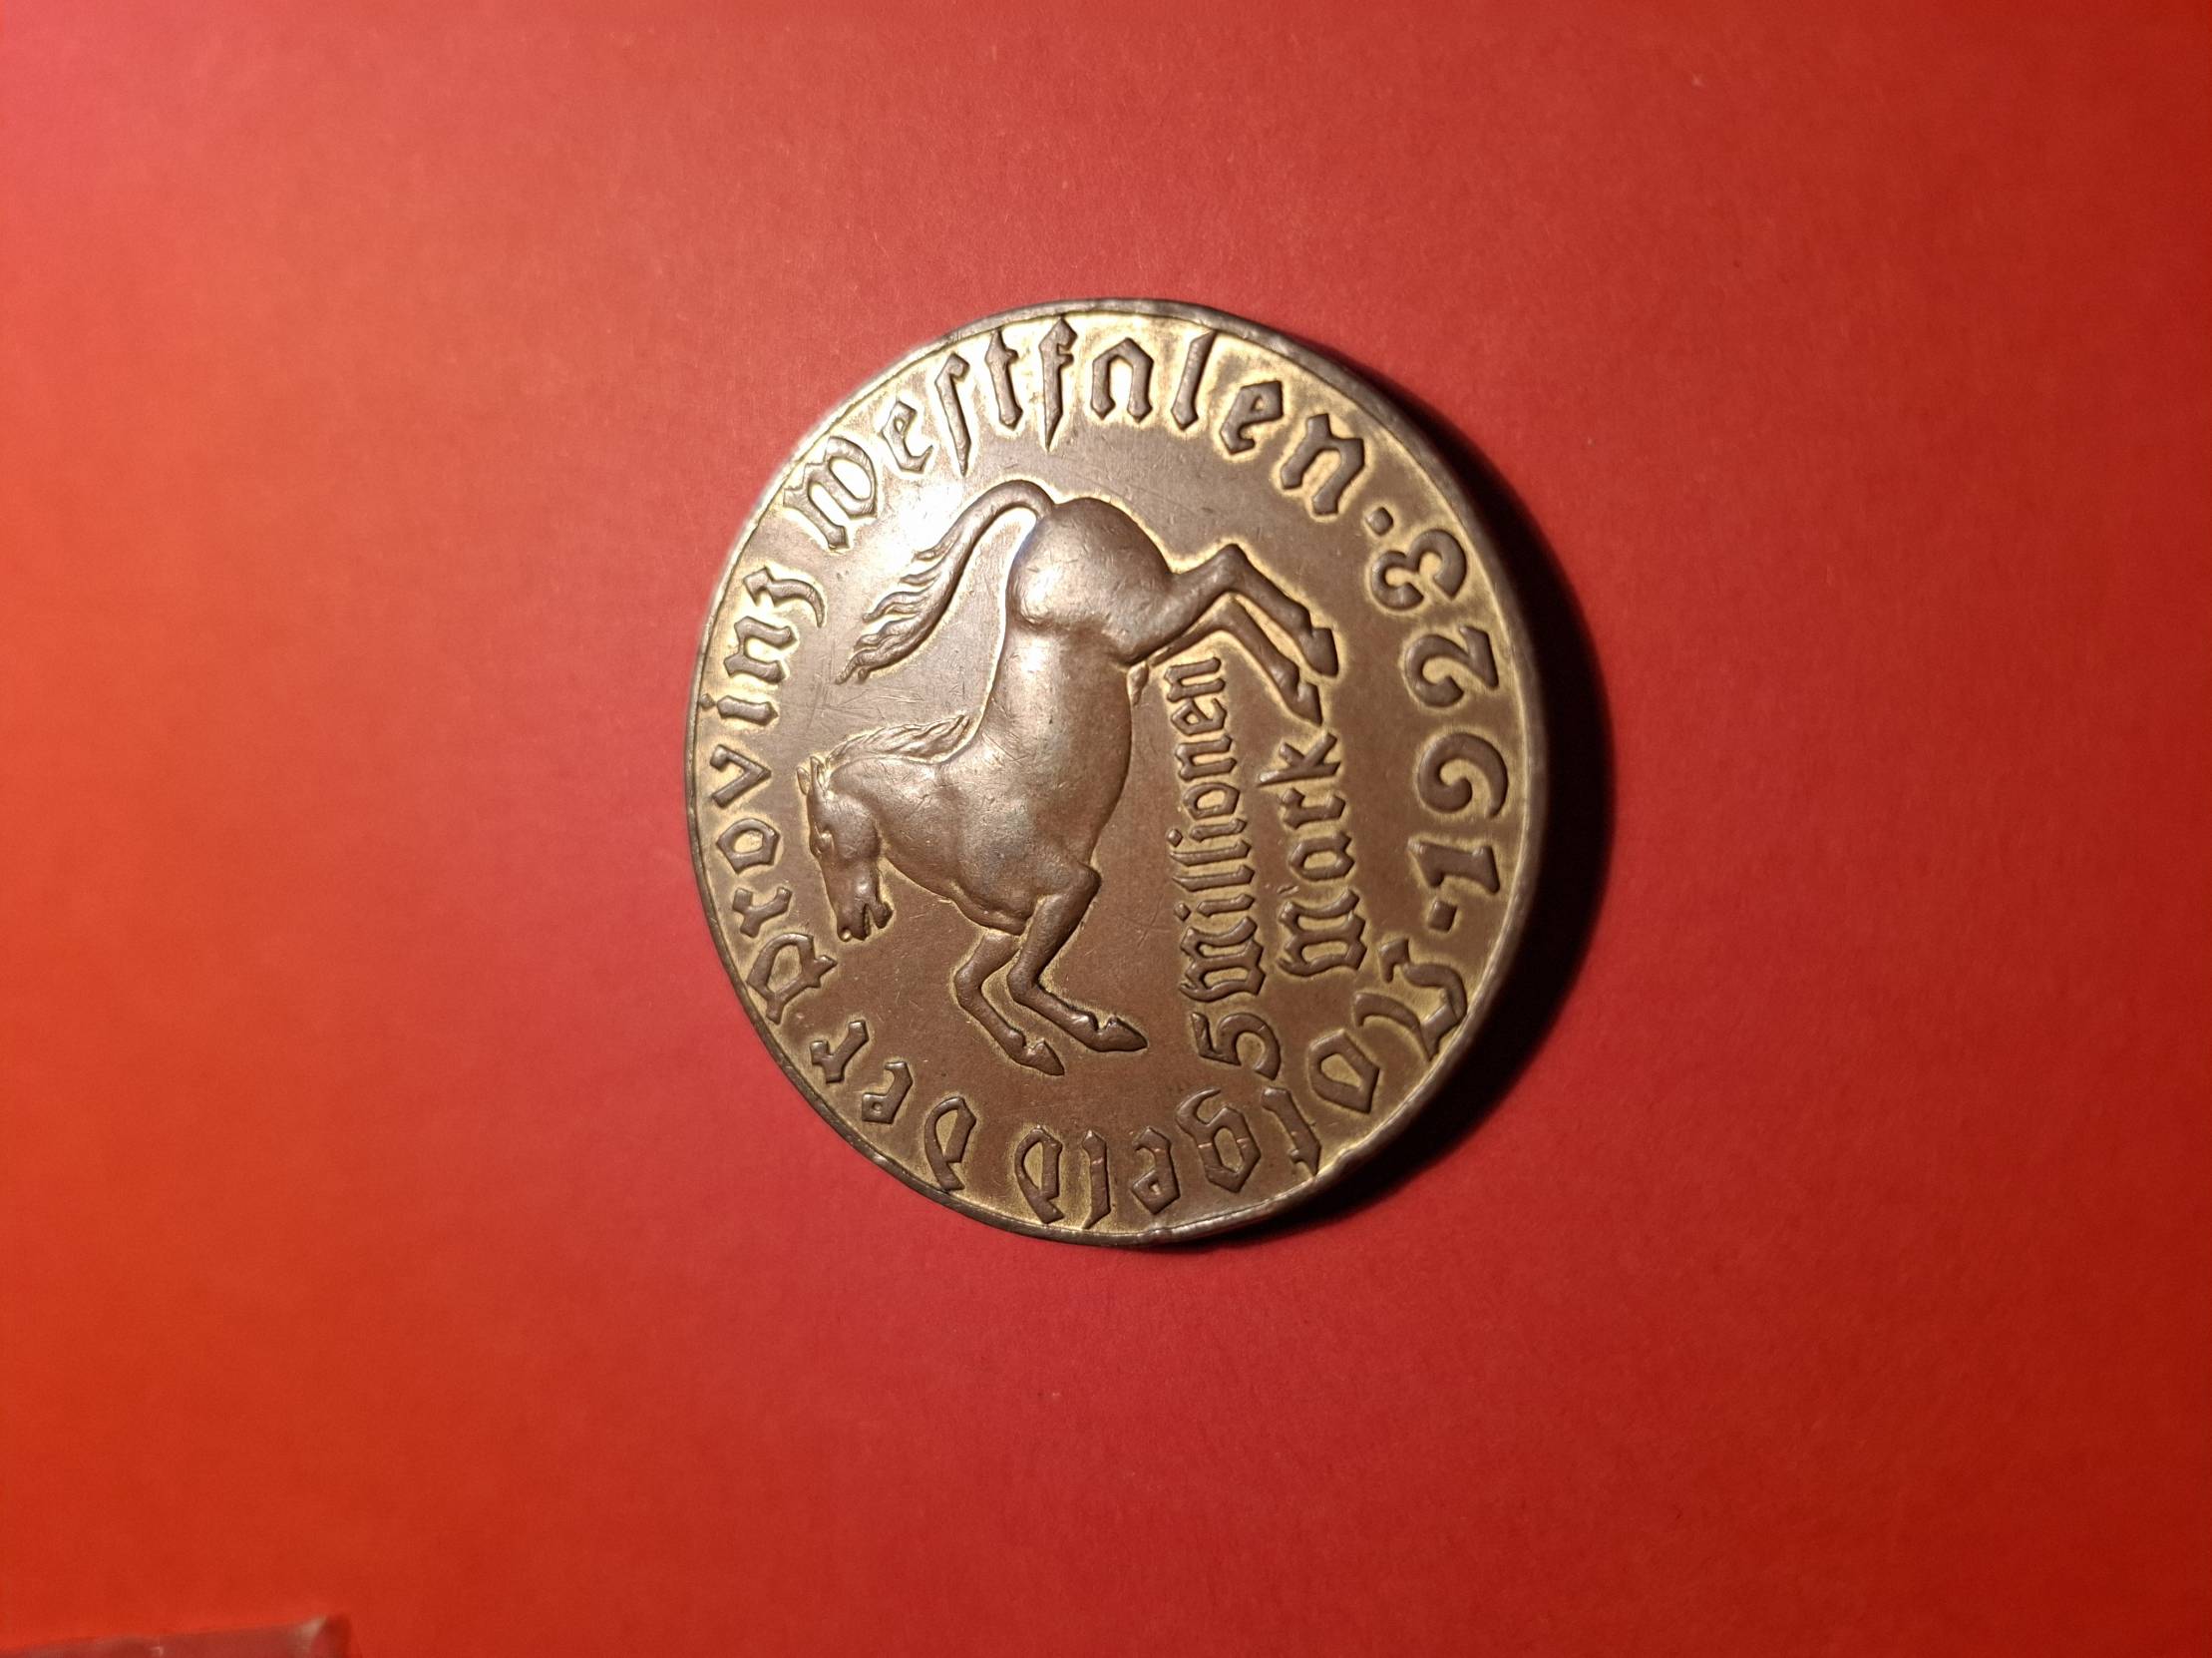 Notgeld der Provinz Westfalen · 1923 ·
5 Millionen
Mark